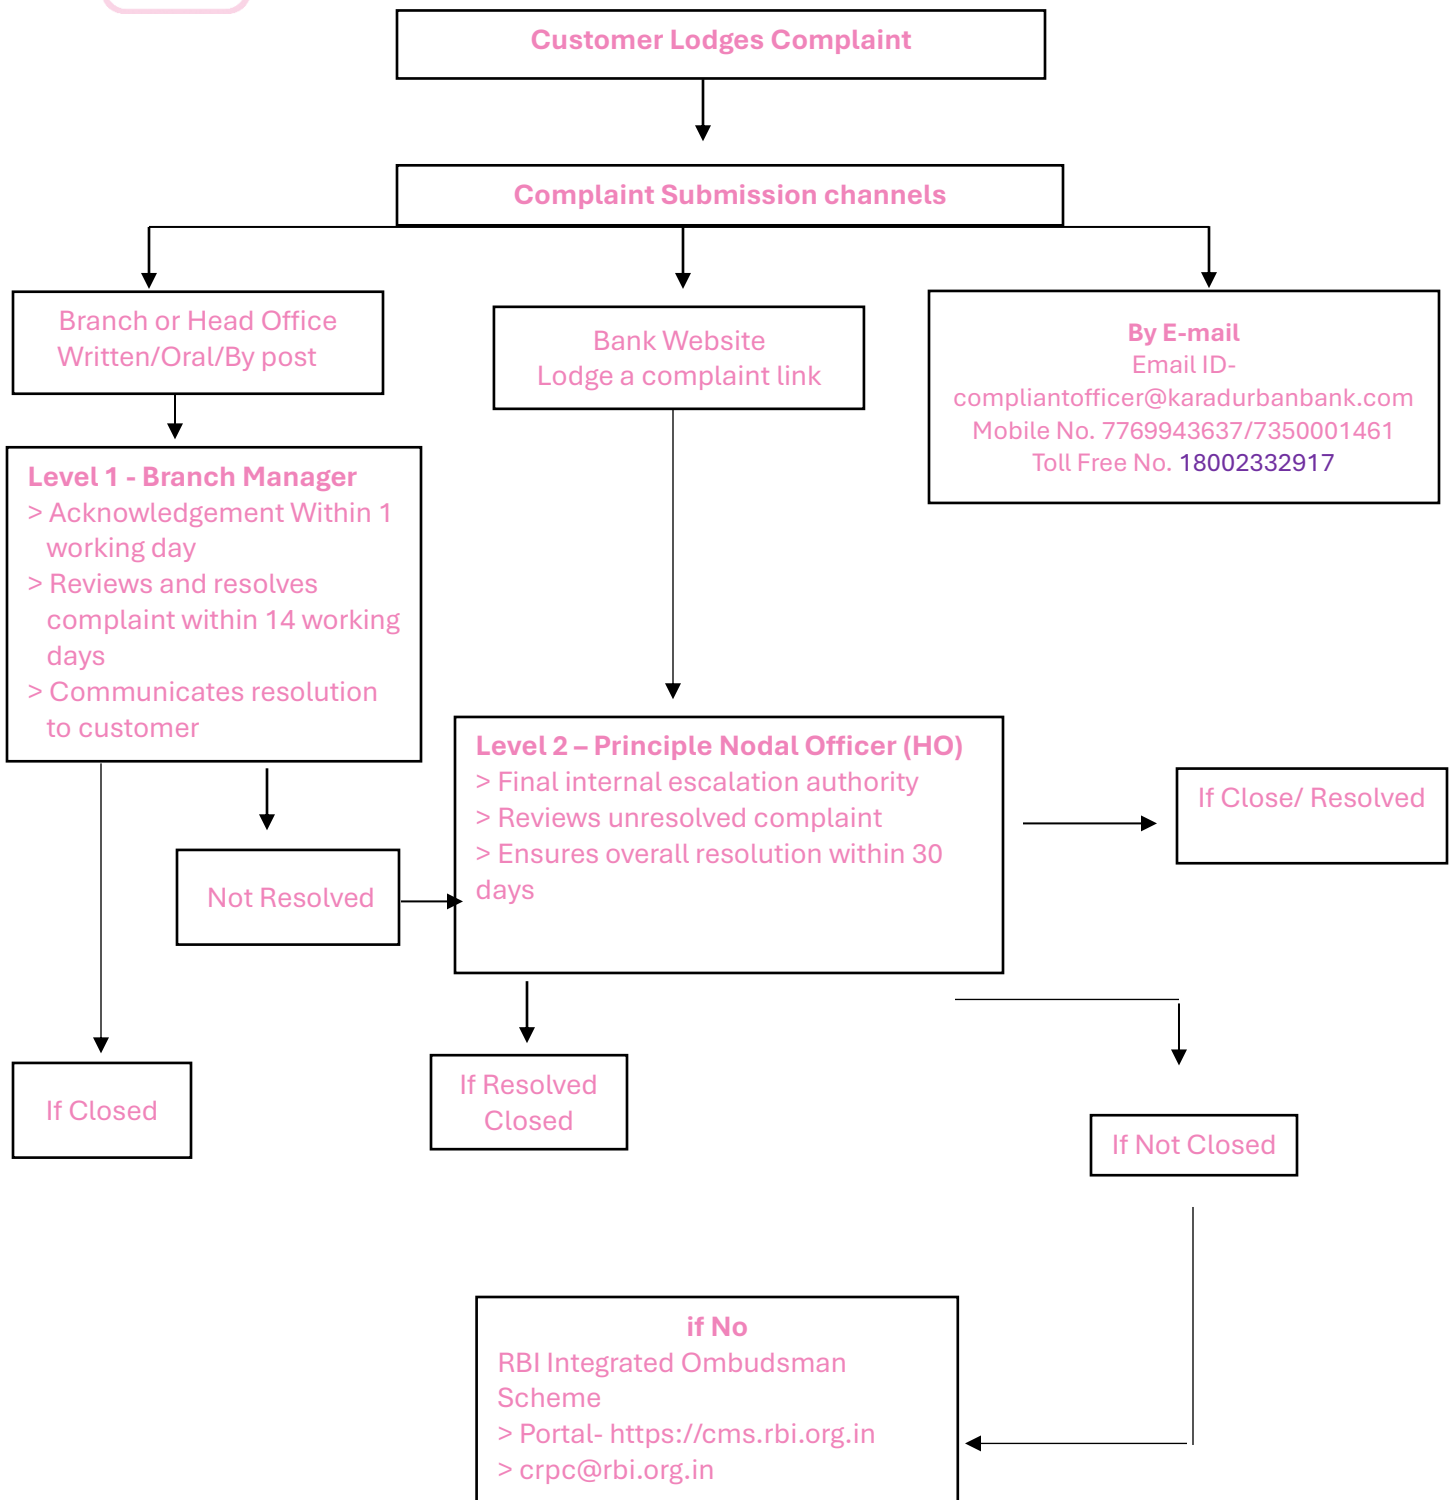 Customer Lodges Complaint
Complaint Submission channels
Branch or Head Office
Written/Oral/By post
Bank Website
Lodge a complaint link
By E-mail
Email ID-
compliantofficer@karadurbanbank.com
Mobile No. 7769943637/7350001461
Toll Free No. 18002332917
Level 1 - Branch Manager
> Acknowledgement Within 1
working day
> Reviews and resolves
complaint within 14 working
days
> Communicates resolution
to customer
Level 2 – Principle Nodal Officer (HO)
> Final internal escalation authority
> Reviews unresolved complaint
> Ensures overall resolution within 30
days
If Close/ Resolved
Not Resolved
If Closed
If Resolved
Closed
If Not Closed
if No
RBI Integrated Ombudsman
Scheme
> Portal- https://cms.rbi.org.in
> crpc@rbi.org.in